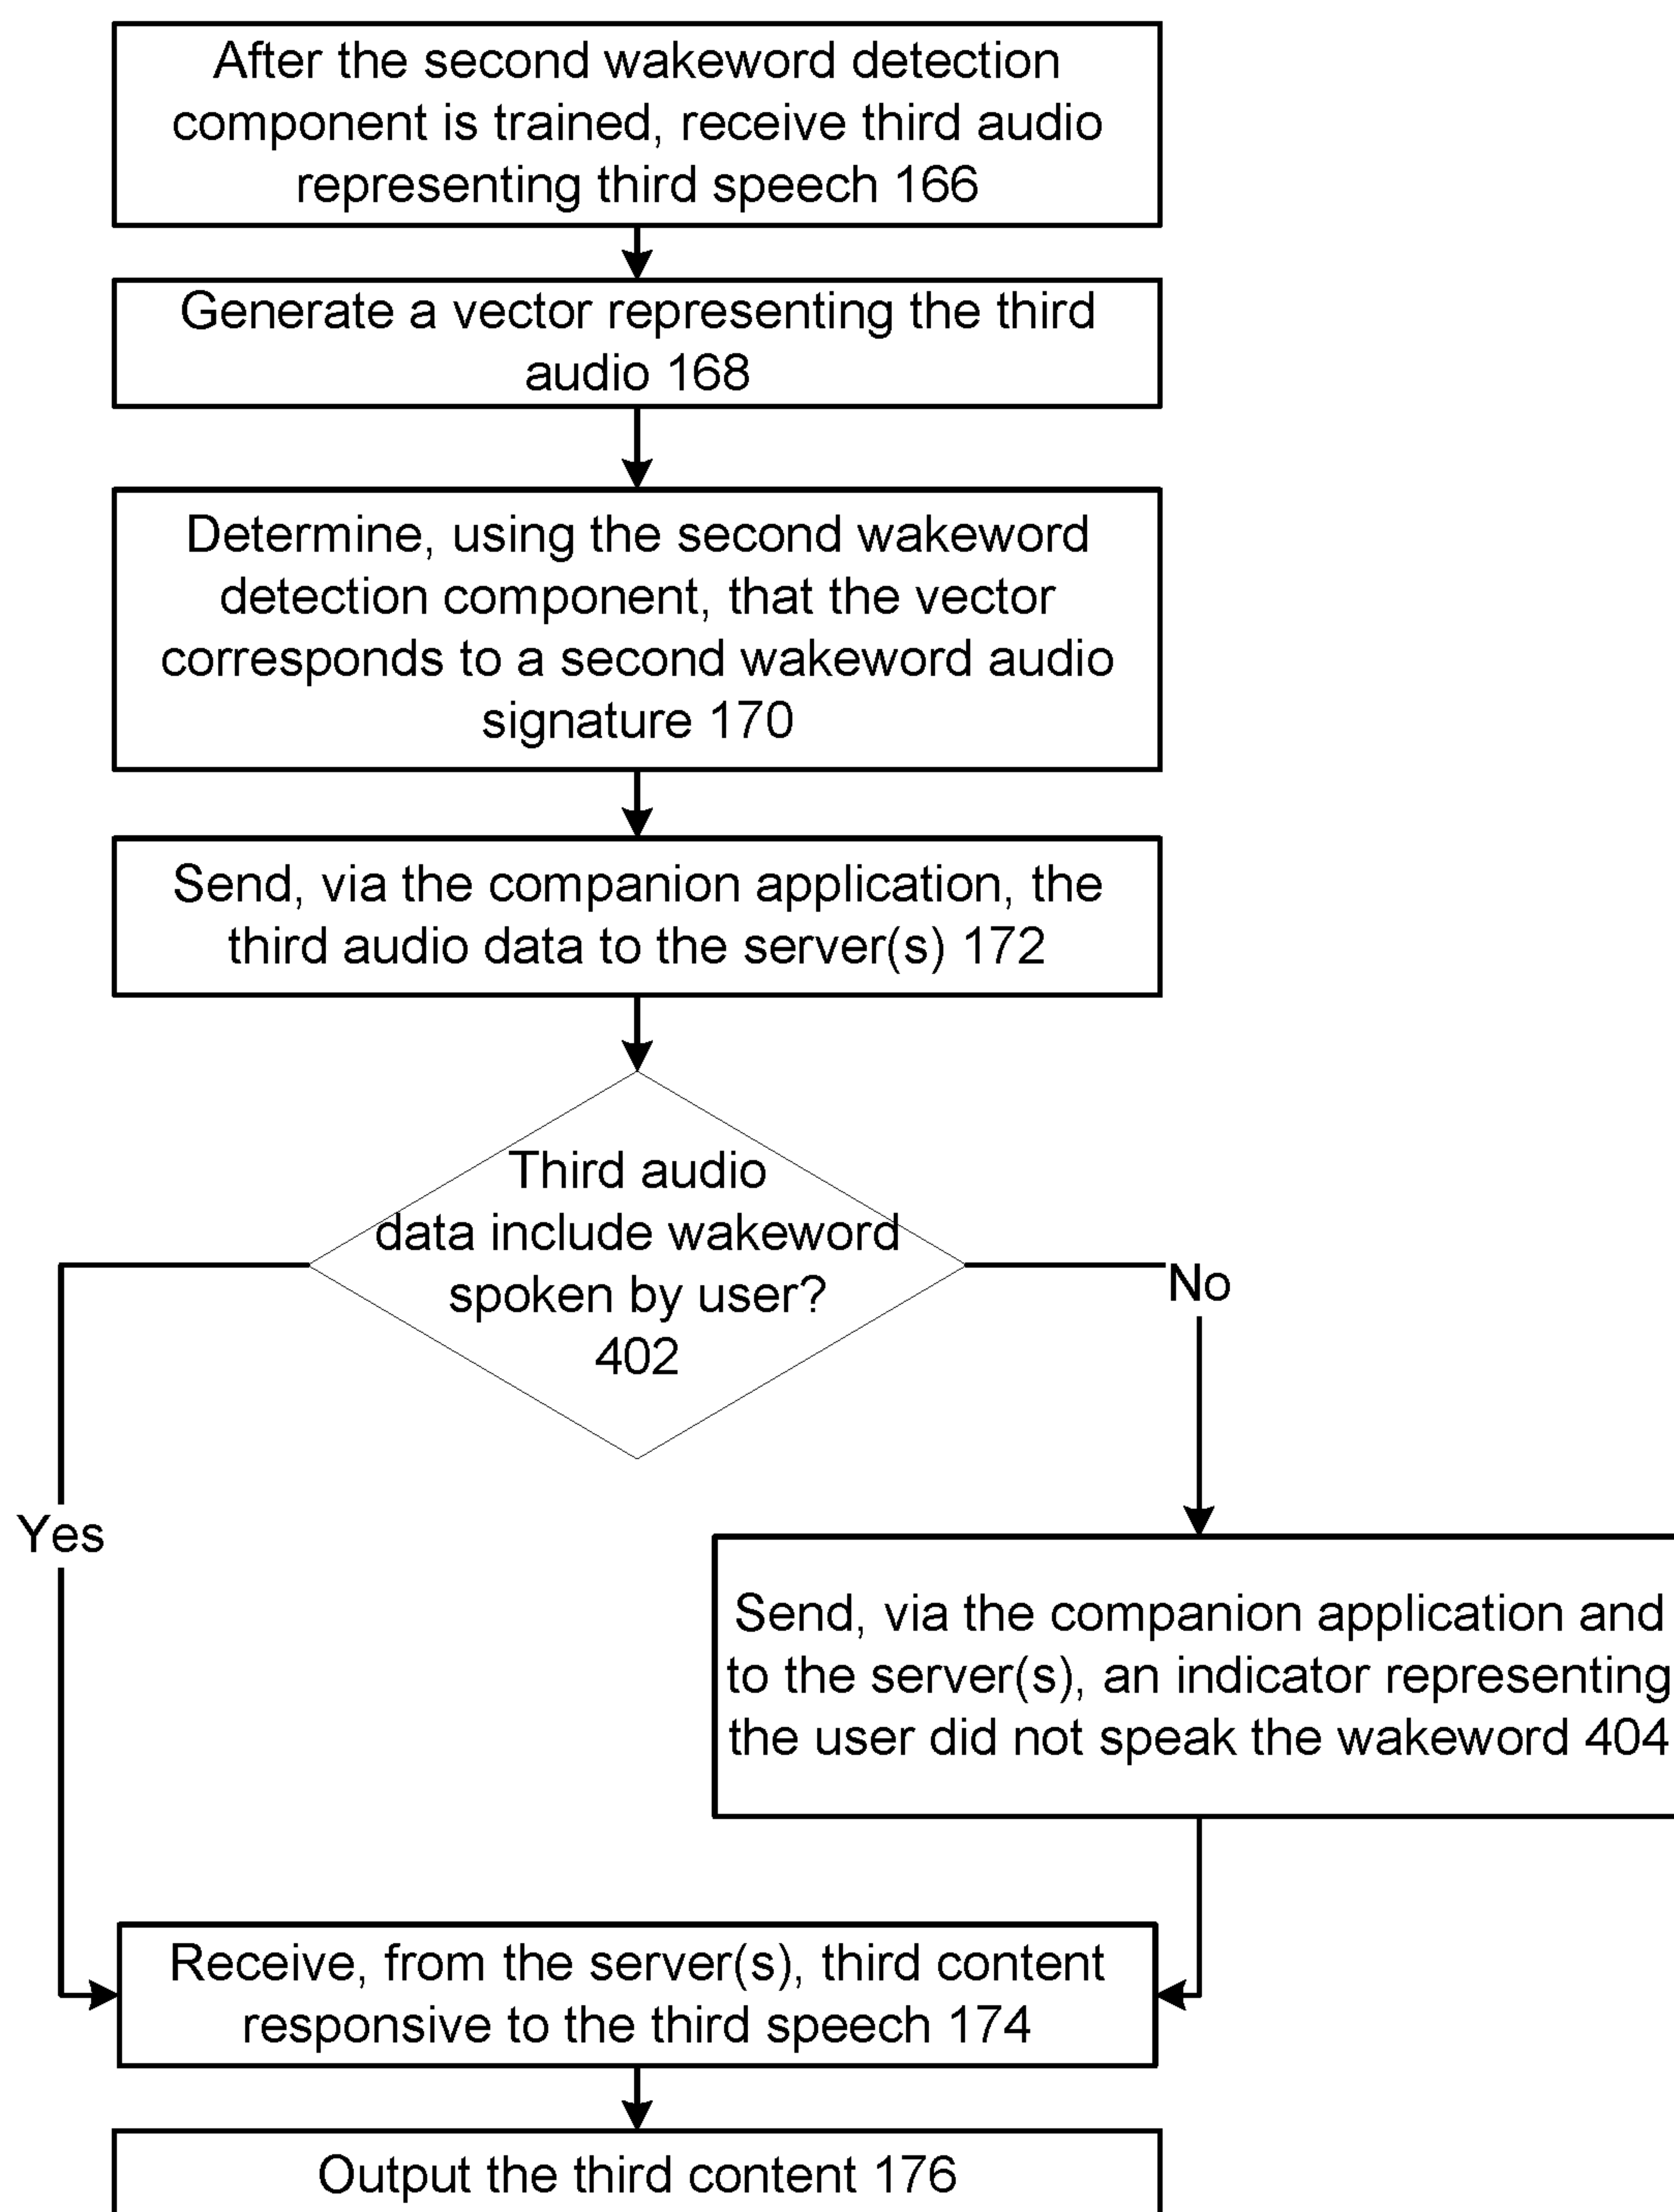 After the second wakeword detection
component is trained, receive third audio
representing third speech 166
Generate a vector representing the third
audio 168
Determine, using the second wakeword
detection component, that the vector
corresponds to a second wakeword audio
signature 170
Send, via the companion application, the
third audio data to the server(s) 172
Third audio
data include wakeword
spoken by user?
402
No
Yes
Send, via the companion application and
to the server(s), an indicator representing
the user did not speak the wakeword 404
Receive, from the server(s), third content
responsive to the third speech 174
Output the third content 176